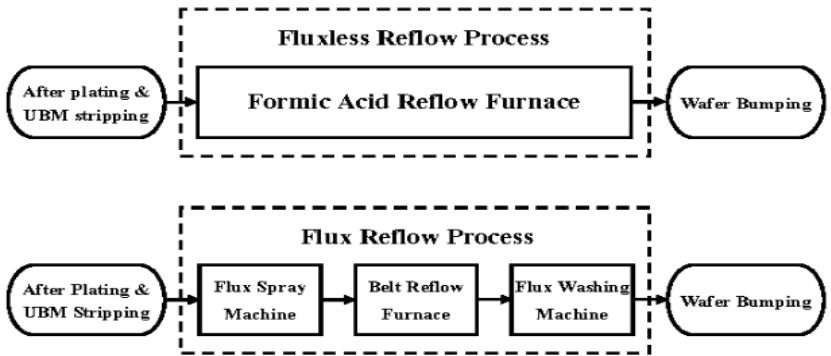 Fluxless Reflow Process
After plating &
UBM stripping
Formic Acid Reflow Furnace
Wafer Bumping
Flux Reflow Process
After Plating &
UBM Stripping
Flux Spray
Machine
Belt Reflow
Furnace
Flux Washing
Machine
Wafer Bumping